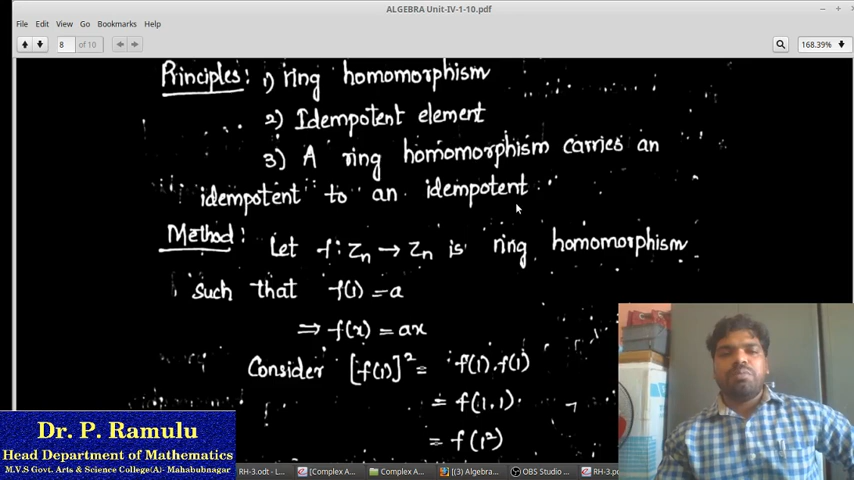 ALGEBRA Unit-IV-1-10.pdf
File Edit View Go Bookmarks Help
8 of 10 168.39%
Principles: 1) ring homomorphism
2) Idempotent element
3) A ring homomorphism carries an
idempotent to an idempotent.
Method: Let f: Zn → Zn is ring homomorphism
such that f(1) = a
⇒ f(x) = ax
Consider [f(1)]² = f(1). f(1)
= f(1.1).
= f(1²)
Dr. P. Ramulu
Head Department of Mathematics
M.V.S Govt. Arts & Science College(A)- Mahabubnagar
RH-3.odt - L... [Complex A... Complex A... [(3) Algebra... OBS Studio ... RH-3.p